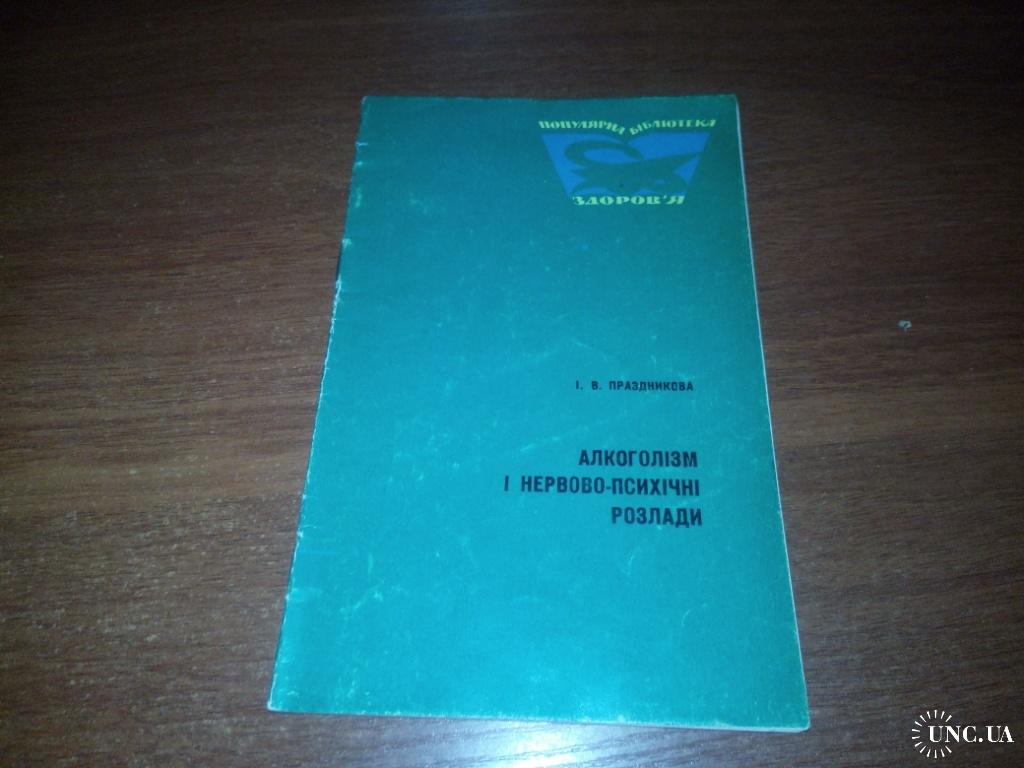 ПОПУЛЯРНА БІБЛІОТЕКА
ЗДОРОВ'Я
І. В. ПРАЗДНИКОВА
АЛКОГОЛІЗМ
І НЕРВОВО-ПСИХІЧНІ
РОЗЛАДИ
UNC.UA